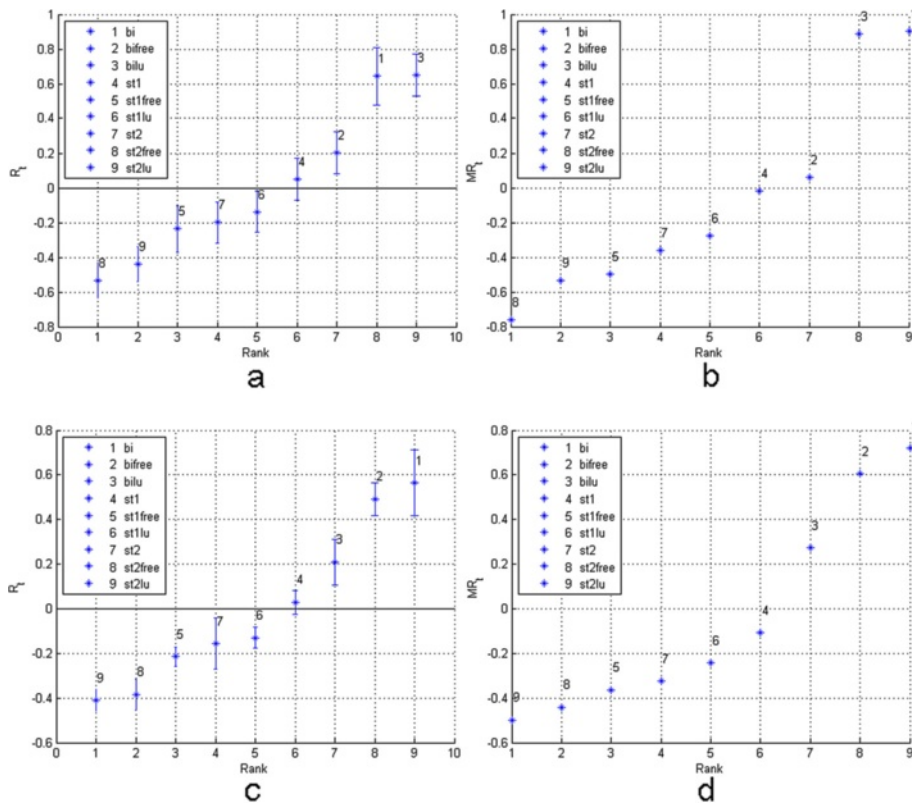 1
0.8
0.6
0.4
0.2
0
-0.2
-0.4
-0.6
-0.8
R_t
1 bi
2 bifree
3 bilu
4 st1
5 st1free
6 st1lu
7 st2
8 st2free
9 st2lu
8
9
5
7
6
4
2
1
3
0 1 2 3 4 5 6 7 8 9 10
Rank
a
1
0.8
0.6
0.4
0.2
0
-0.2
-0.4
-0.6
-0.8
MR_t
1 bi
2 bifree
3 bilu
4 st1
5 st1free
6 st1lu
7 st2
8 st2free
9 st2lu
8
9
5
7
6
4
2
3
1 2 3 4 5 6 7 8 9
Rank
b
0.8
0.6
0.4
0.2
0
-0.2
-0.4
-0.6
R_t
1 bi
2 bifree
3 bilu
4 st1
5 st1free
6 st1lu
7 st2
8 st2free
9 st2lu
9
8
5
7
6
4
3
2
1
0 1 2 3 4 5 6 7 8 9 10
Rank
c
0.8
0.6
0.4
0.2
0
-0.2
-0.4
-0.6
MR_t
1 bi
2 bifree
3 bilu
4 st1
5 st1free
6 st1lu
7 st2
8 st2free
9 st2lu
9
8
5
7
6
4
3
2
1 2 3 4 5 6 7 8 9
Rank
d